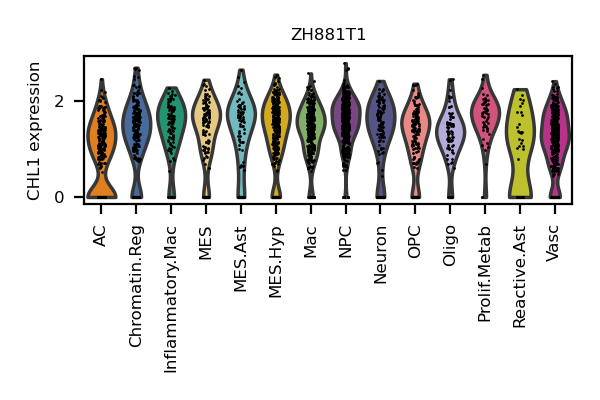 ZH881T1
CHL1 expression
2
0
AC
Chromatin.Reg
Inflammatory.Mac
MES
MES.Ast
MES.Hyp
Mac
NPC
Neuron
OPC
Oligo
Prolif.Metab
Reactive.Ast
Vasc